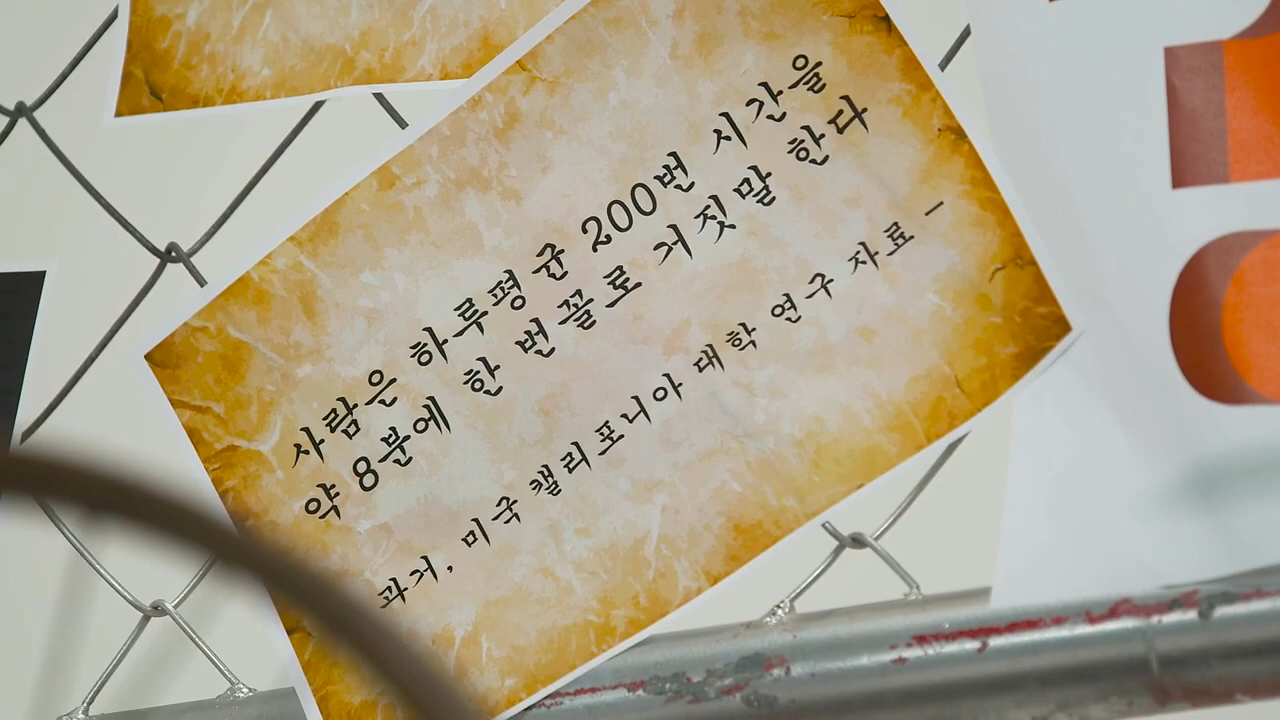 사람은 하루평균 200번 시간을
약 8분에 한 번꼴로 거짓말 한다
과거, 미국 캘리포니아 대학 연구 자료 -